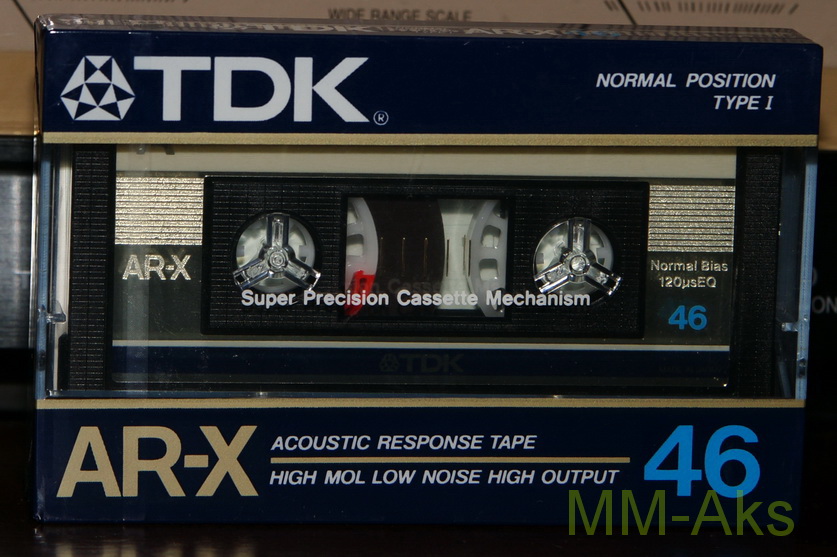 WIDE RANGE SCALE
TDK®
NORMAL POSITION
TYPE I
AR-X
Normal Bias
120µsEQ
46
Super Precision Cassette Mechanism
TDK
AR-X
ACOUSTIC RESPONSE TAPE
HIGH MOL LOW NOISE HIGH OUTPUT
46
MM-Aks